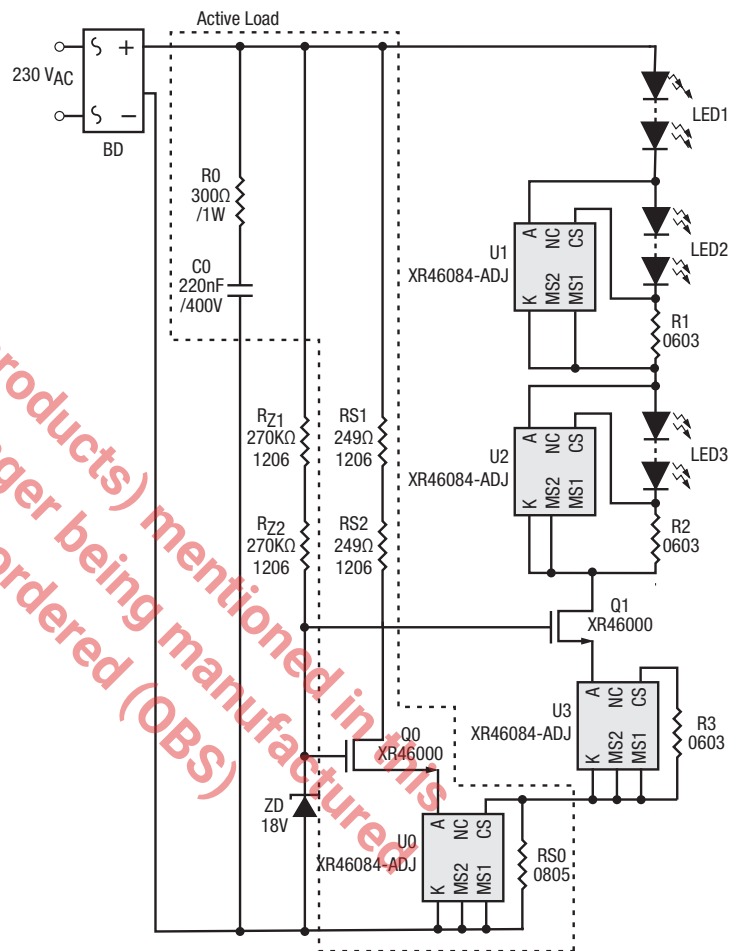 Active Load
230 VAC
+
−
BD
LED1
R0
300Ω
/1W
C0
220nF
/400V
A
NC
CS
K
MS2
MS1
U1
XR46084-ADJ
LED2
R1
0603
RZ1
270KΩ
1206
RS1
249Ω
1206
A
NC
CS
K
MS2
MS1
U2
XR46084-ADJ
LED3
RZ2
270KΩ
1206
RS2
249Ω
1206
R2
0603
Q1
XR46000
A
NC
CS
K
MS2
MS1
U3
XR46084-ADJ
R3
0603
Q0
XR46000
ZD
18V
A
NC
CS
K
MS2
MS1
U0
XR46084-ADJ
RS0
0805
products) mentioned in this
ger being manufactured
ordered (OBS)